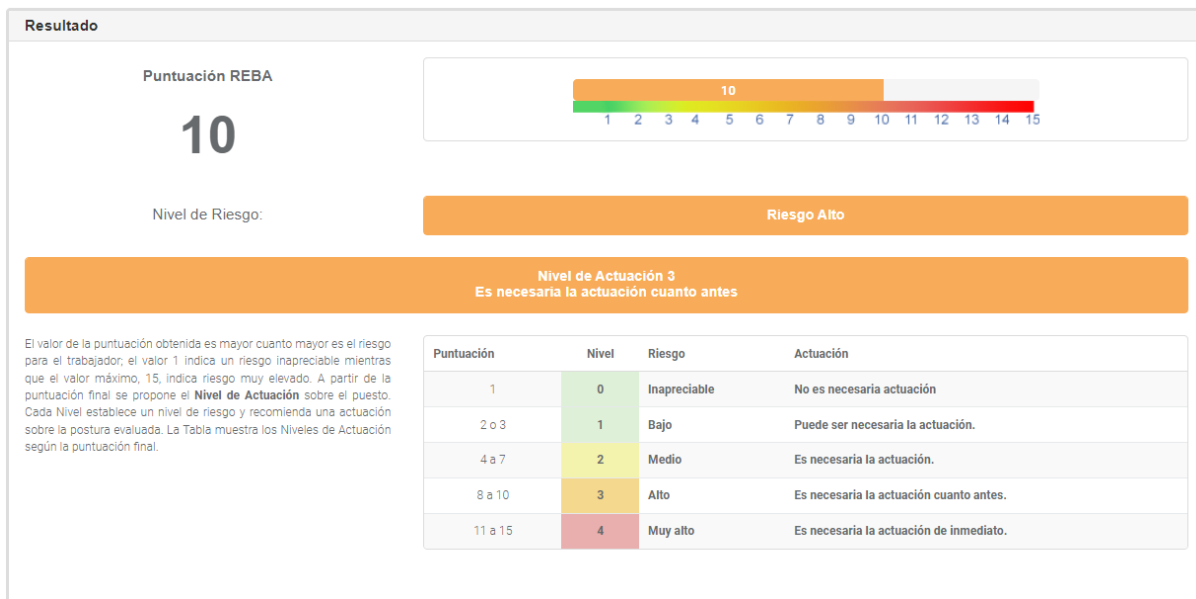 Resultado
Puntuación REBA
10
10
1 2 3 4 5 6 7 8 9 10 11 12 13 14 15
Nivel de Riesgo:
Riesgo Alto
Nivel de Actuación 3
Es necesaria la actuación cuanto antes
El valor de la puntuación obtenida es mayor cuanto mayor es el riesgo
para el trabajador; el valor 1 indica un riesgo inapreciable mientras
que el valor máximo, 15, indica riesgo muy elevado. A partir de la
puntuación final se propone el Nivel de Actuación sobre el puesto.
Cada Nivel establece un nivel de riesgo y recomienda una actuación
sobre la postura evaluada. La Tabla muestra los Niveles de Actuación
según la puntuación final.
Puntuación Nivel Riesgo Actuación
1 0 Inapreciable No es necesaria actuación
2 o 3 1 Bajo Puede ser necesaria la actuación.
4 a 7 2 Medio Es necesaria la actuación.
8 a 10 3 Alto Es necesaria la actuación cuanto antes.
11 a 15 4 Muy alto Es necesaria la actuación de inmediato.